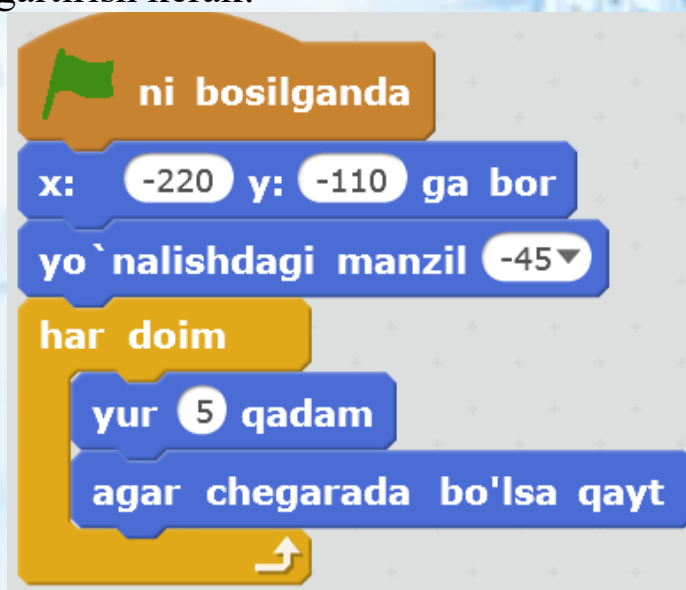 ni bosilganda
x: -220 y: -110 ga bor
yo`nalishdagi manzil -45
har doim
yur 5 qadam
agar chegarada bo'lsa qayt